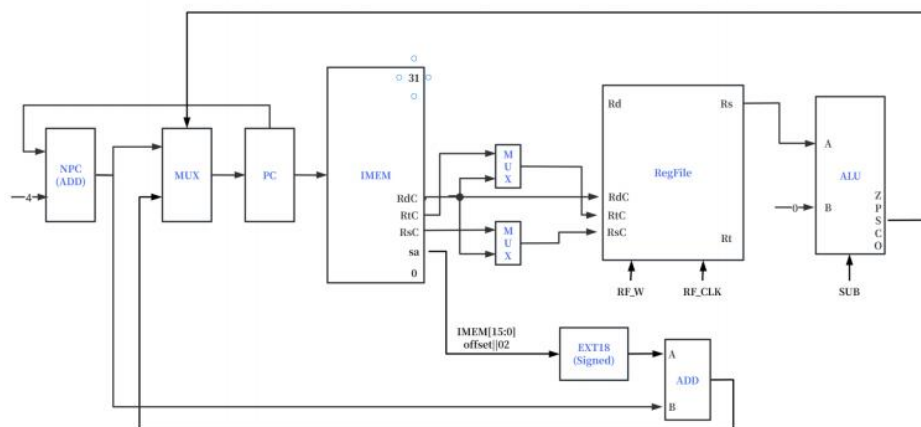 31
NPC
(ADD)
4
MUX
PC
IMEM
RdC
RtC
RsC
sa
0
M
U
X
M
U
X
Rd
Rs
RegFile
RdC
RtC
RsC
Rt
RF_W
RF_CLK
A
ALU
0
B
Z
P
S
C
O
SUB
IMEM[15:0]
offset||02
EXT18
(Signed)
A
ADD
B